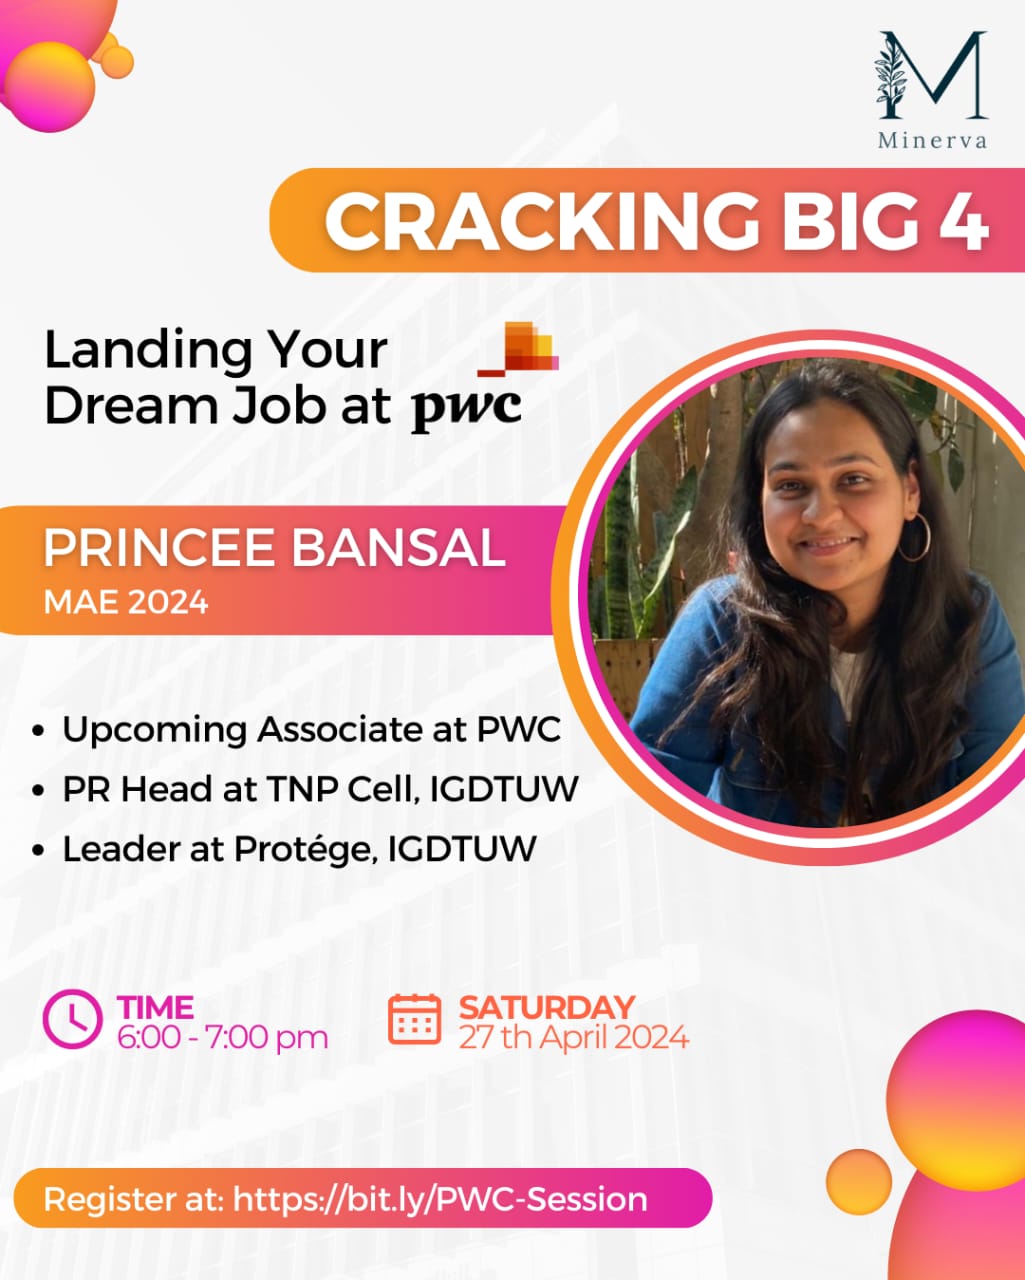 Minerva
CRACKING BIG 4
Landing Your
Dream Job at pwc
PRINCEE BANSAL
MAE 2024
• Upcoming Associate at PWC
• PR Head at TNP Cell, IGDTUW
• Leader at Protége, IGDTUW
TIME
6:00 - 7:00 pm
SATURDAY
27 th April 2024
Register at: https://bit.ly/PWC-Session